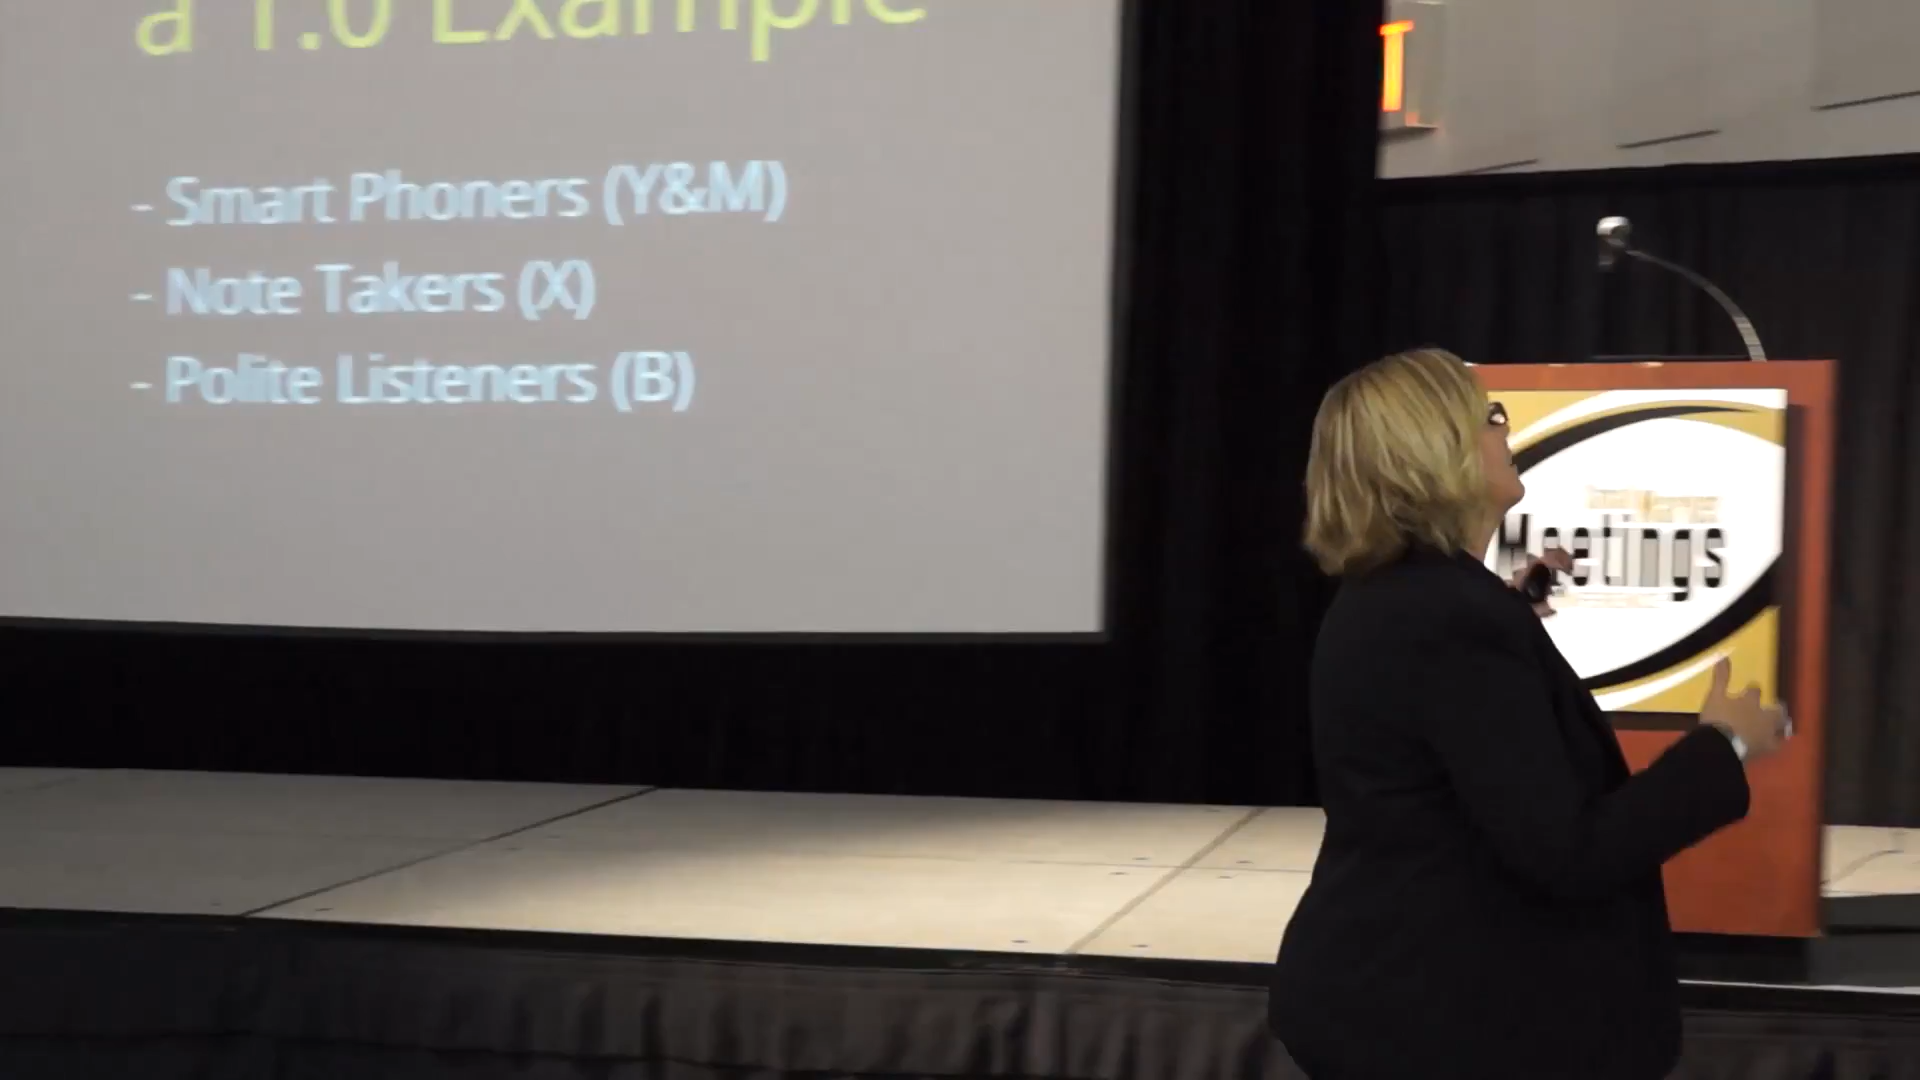 a 1.0 Example
- Smart Phoners (Y&M)
- Note Takers (X)
- Polite Listeners (B)
T
Meetings